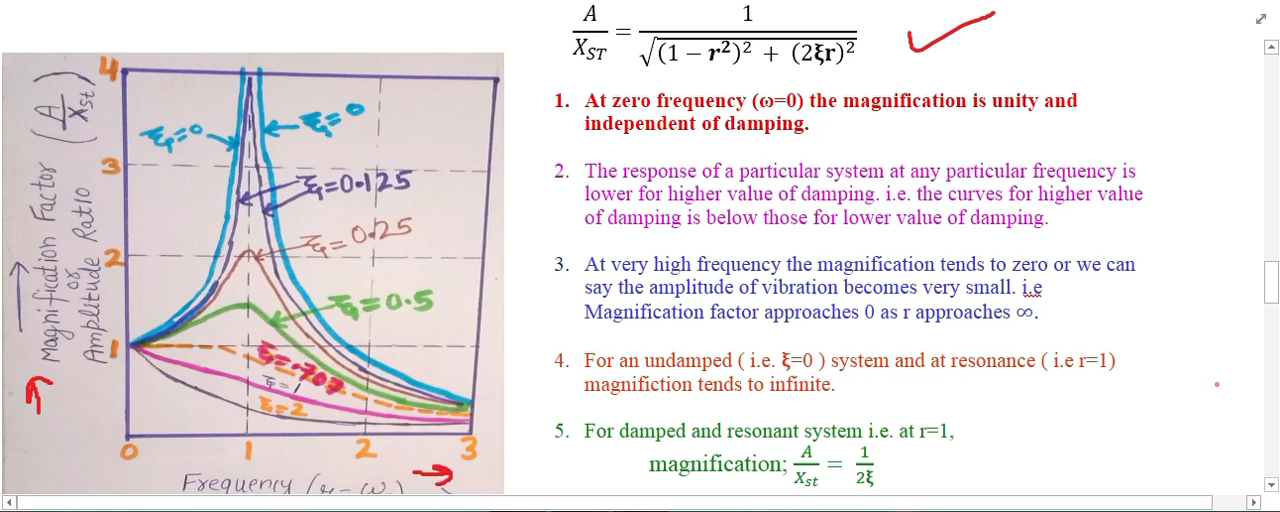 A/X_ST = 1/√((1 − r²)² + (2ξr)²)
1. At zero frequency (ω=0) the magnification is unity and
independent of damping.
2. The response of a particular system at any particular frequency is
lower for higher value of damping. i.e. the curves for higher value
of damping is below those for lower value of damping.
3. At very high frequency the magnification tends to zero or we can
say the amplitude of vibration becomes very small. i.e
Magnification factor approaches 0 as r approaches ∞.
4. For an undamped ( i.e. ξ=0 ) system and at resonance ( i.e r=1)
magnifiction tends to infinite.
5. For damped and resonant system i.e. at r=1,
magnification; A/X_st = 1/2ξ
Magnification Factor (A/X_st)
or
Amplitude Ratio
4
3
2
1
0 1 2 3
ξ=0
ξ=0
ξ=0.125
ξ=0.25
ξ=0.5
ξ=.707
ξ=1
ξ=2
Frequency